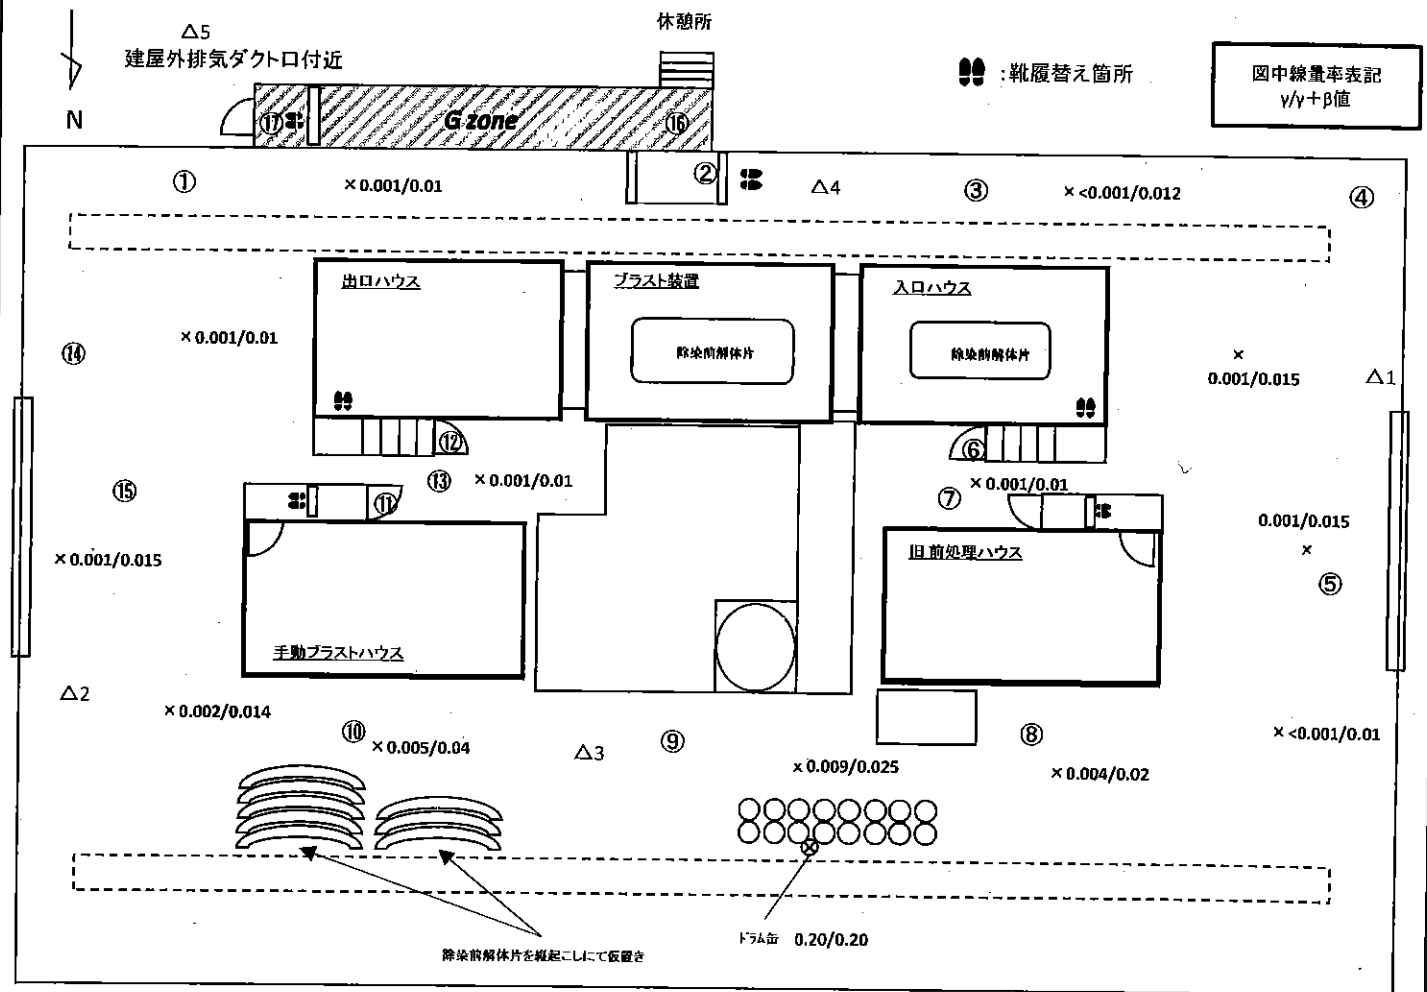 △5
建屋外排気ダクト口付近
N
休憩所
:靴履替え箇所
図中線量率表記
γ/γ+β値
⑰
G zone
⑯
①
×0.001/0.01
②
△4
③
×<0.001/0.012
④
出口ハウス
ブラスト装置
入口ハウス
除染前解体片
除染前解体片
⑭
×0.001/0.01
×
0.001/0.015
△1
⑫
⑥
⑬
×0.001/0.01
⑦
×0.001/0.01
⑮
⑪
0.001/0.015
×
×0.001/0.015
旧前処理ハウス
⑤
手動ブラストハウス
△2
×0.002/0.014
⑩
×0.005/0.04
△3
⑨
×0.009/0.025
⑧
×0.004/0.02
×<0.001/0.01
ドラム缶 0.20/0.20
除染前解体片を縦起こしにて仮置き